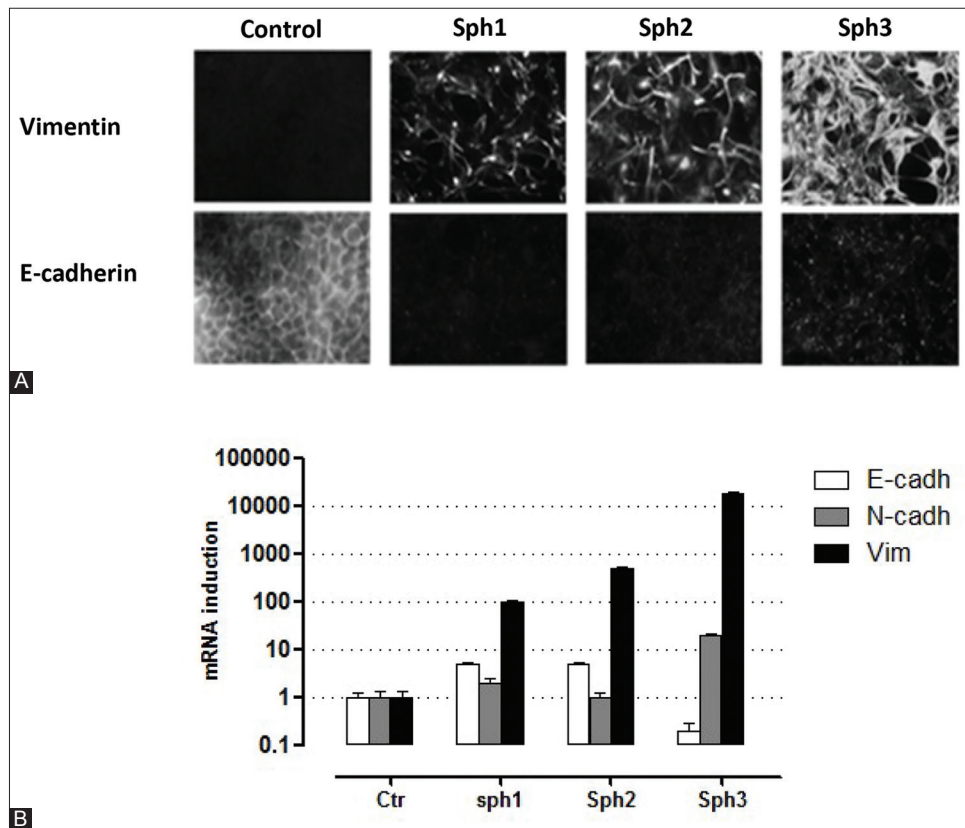 Control Sph1 Sph2 Sph3
Vimentin
E-cadherin
A
mRNA induction
100000
10000
1000
100
10
1
0.1
E-cadh
N-cadh
Vim
Ctr sph1 Sph2 Sph3
B